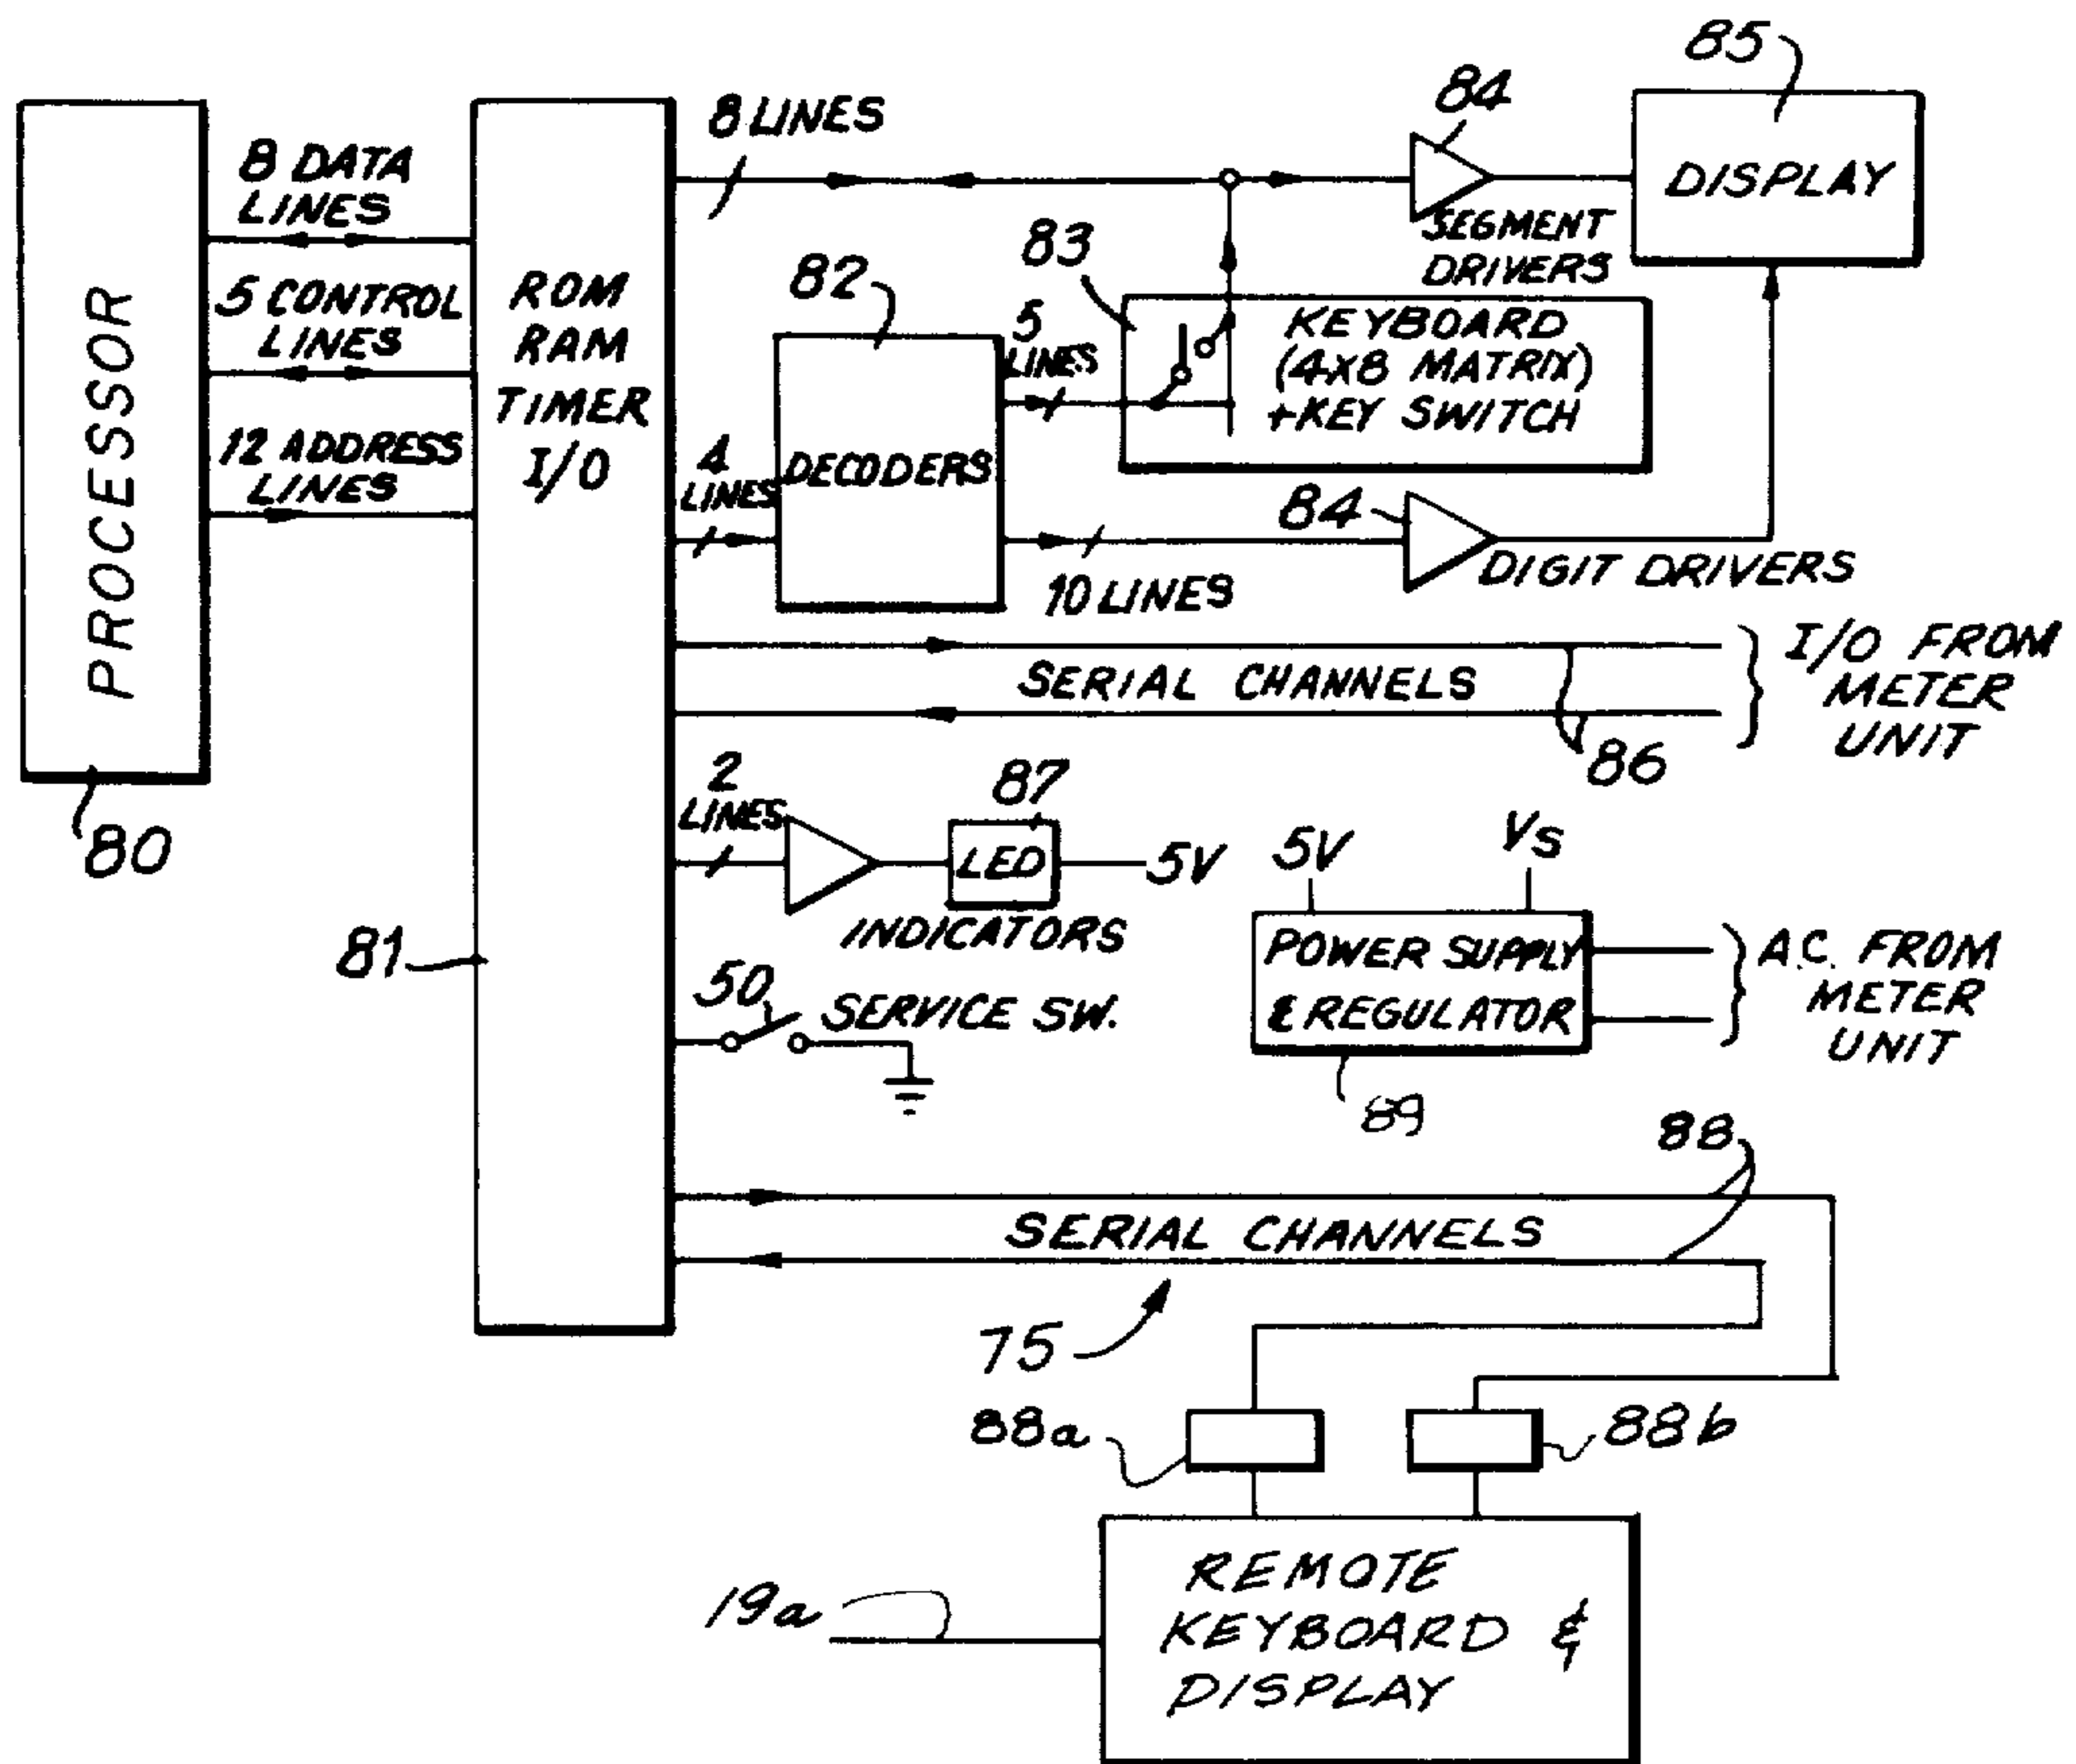 85
84
8 LINES
DISPLAY
8 DATA
LINES
SEGMENT
DRIVERS
83
82
5 CONTROL
LINES
ROM
RAM
TIMER
I/O
5
LINES
KEYBOARD
(4X8 MATRIX)
+KEY SWITCH
PROCESSOR
12 ADDRESS
LINES
4
LINES
DECODERS
84
DIGIT DRIVERS
10 LINES
SERIAL CHANNELS
I/O FROM
METER
UNIT
86
2
LINES
87
LED
5V
INDICATORS
80
5V
VS
POWER SUPPLY
& REGULATOR
A.C. FROM
METER
UNIT
81
50
SERVICE SW.
89
88
SERIAL CHANNELS
75
88a
88b
19a
REMOTE
KEYBOARD &
DISPLAY